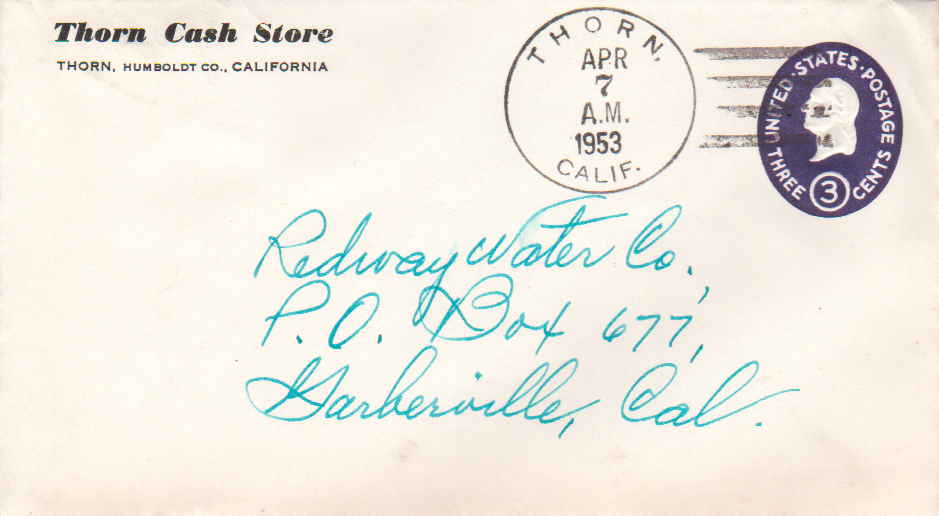 Thorn Cash Store
THORN, HUMBOLDT CO., CALIFORNIA
THORN,
APR
7
A.M.
1953
CALIF.
UNITED·STATES·POSTAGE
THREE 3 CENTS
Redway Water Co.,
P.O. Box 677,
Garberville, Cal.